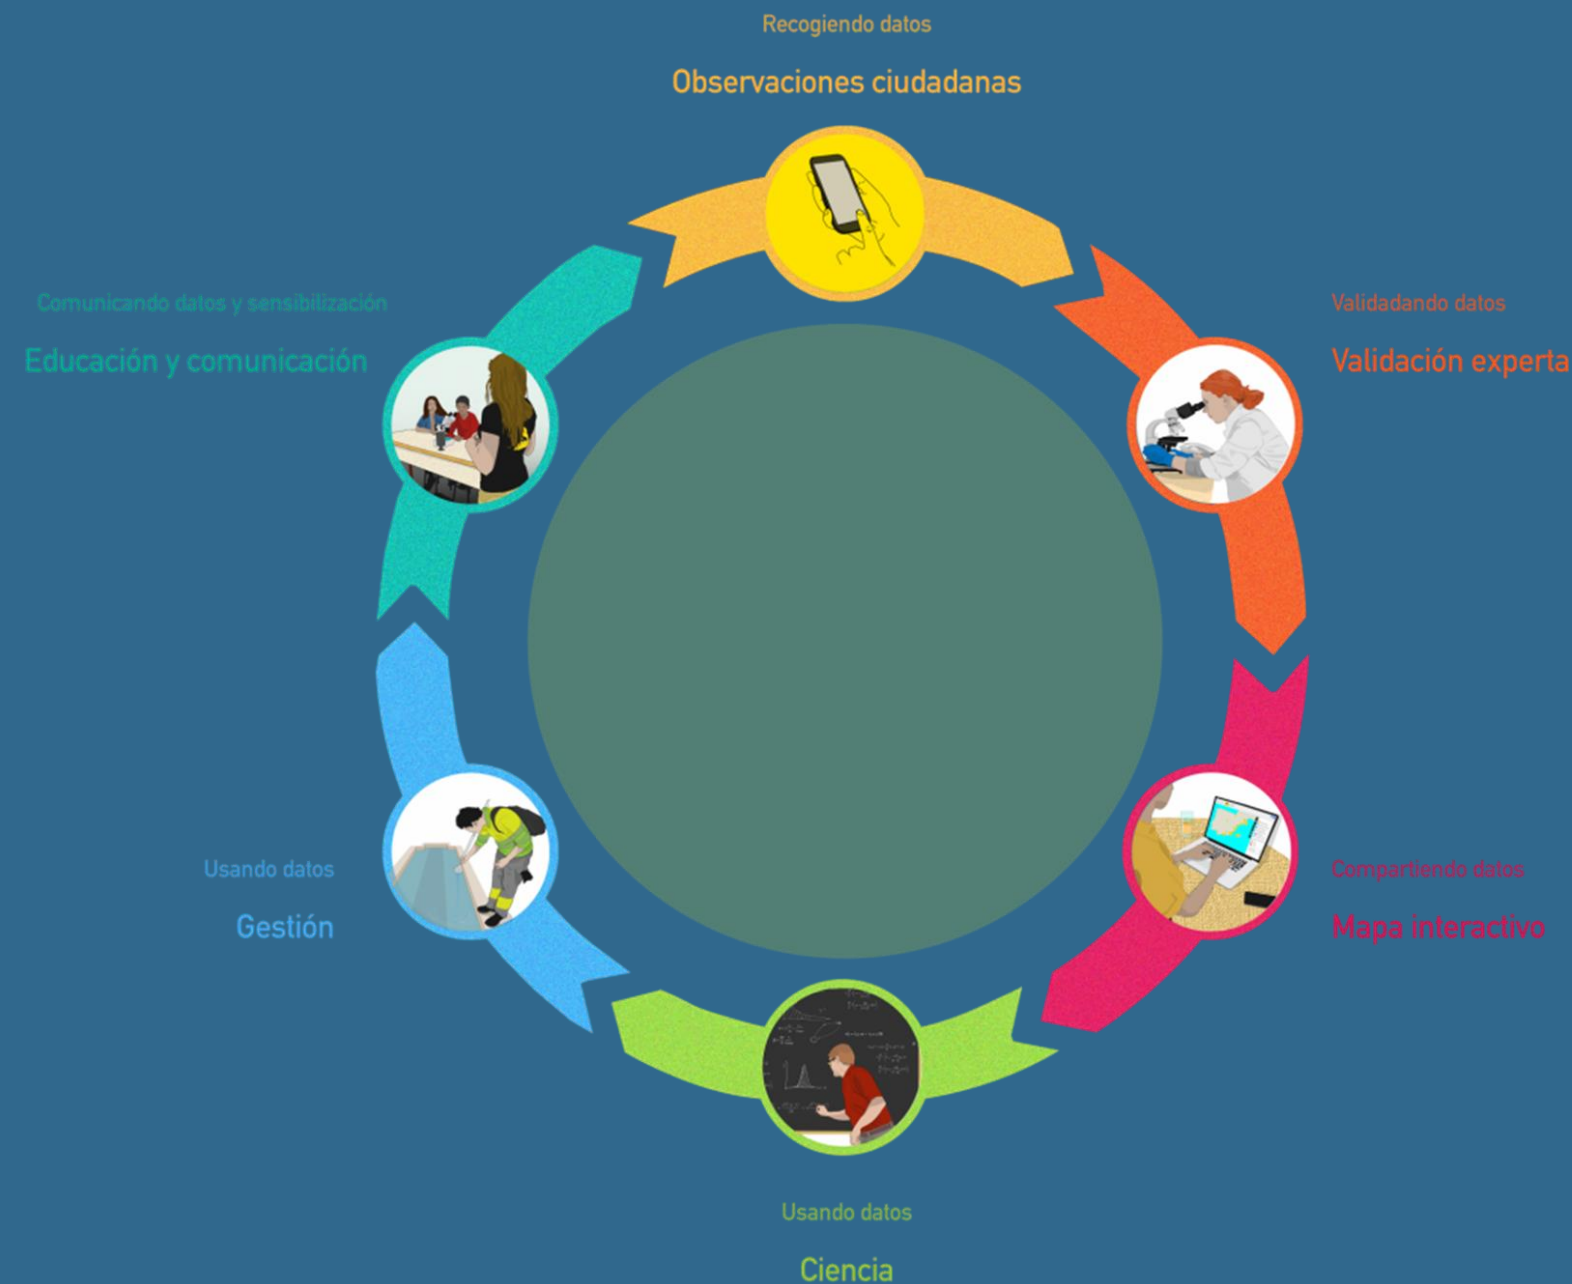 Recogiendo datos
Observaciones ciudadanas
Comunicando datos y sensibilización
Educación y comunicación
Validadando datos
Validación experta
Usando datos
Gestión
Compartiendo datos
Mapa interactivo
Usando datos
Ciencia